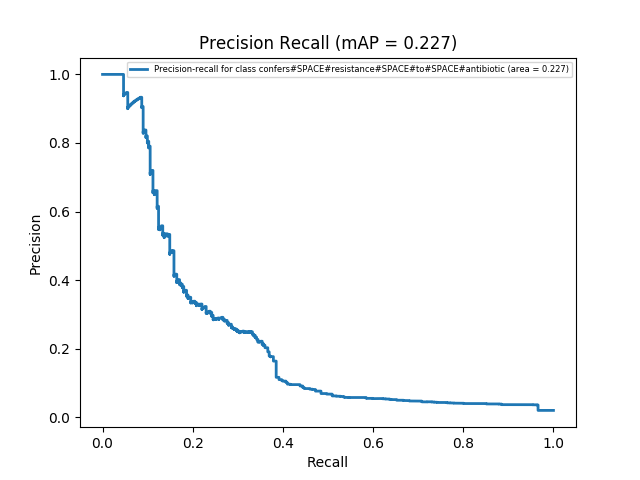 Precision Recall (mAP = 0.227)
Precision-recall for class confers#SPACE#resistance#SPACE#to#SPACE#antibiotic (area = 0.227)
1.0
0.8
0.6
0.4
0.2
0.0
Precision
0.0 0.2 0.4 0.6 0.8 1.0
Recall